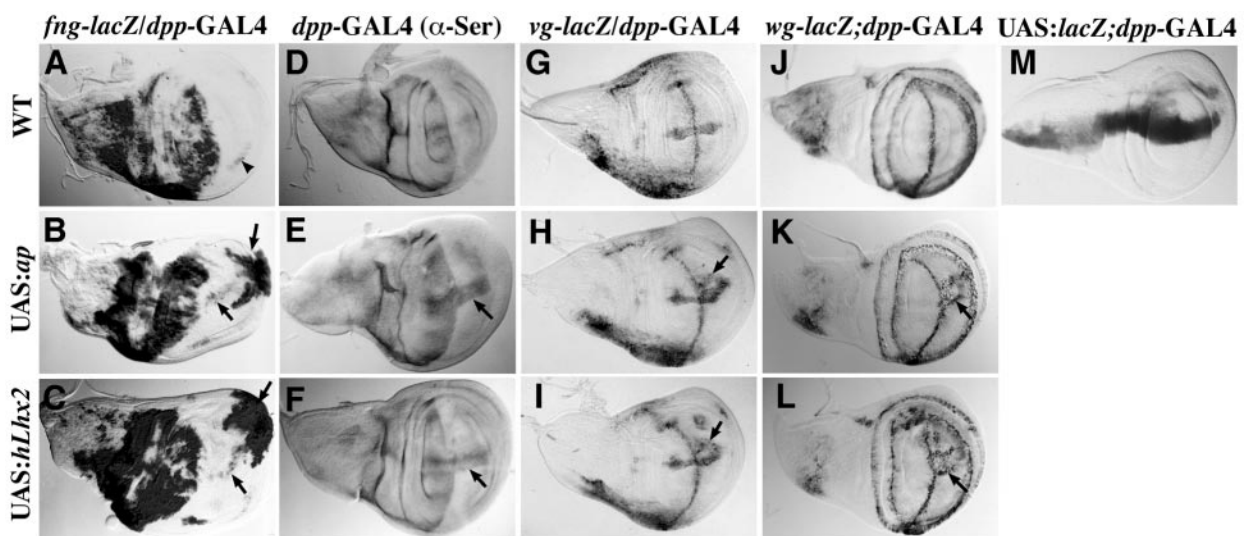 fng-lacZ/dpp-GAL4 dpp-GAL4 (α-Ser) vg-lacZ/dpp-GAL4 wg-lacZ;dpp-GAL4 UAS:lacZ;dpp-GAL4
WT A D G J M
UAS:ap B E H K
UAS:hLhx2 C F I L